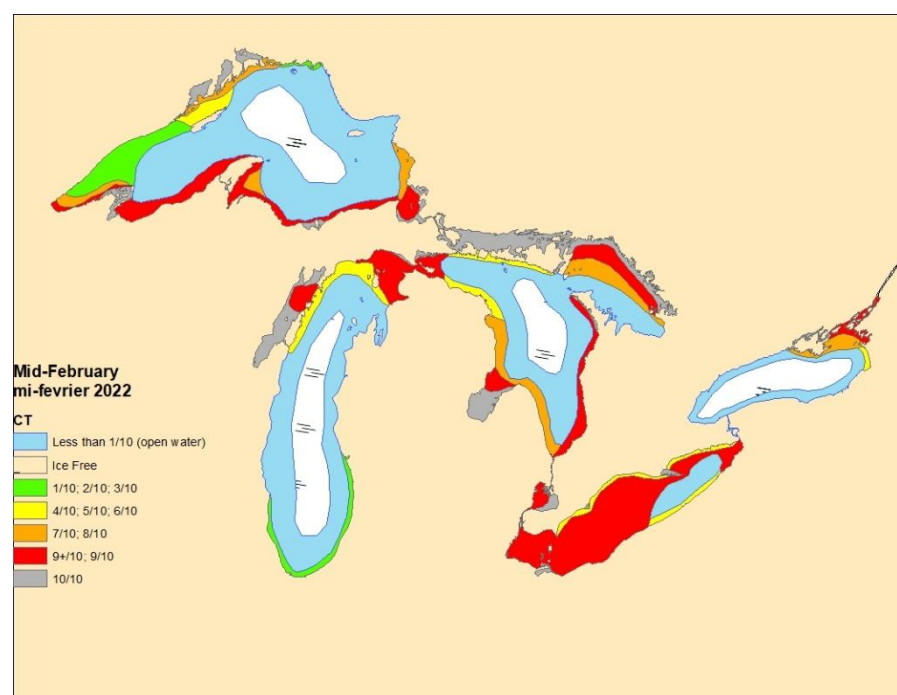 Mid-February
mi-fevrier 2022
CT
Less than 1/10 (open water)
Ice Free
1/10; 2/10; 3/10
4/10; 5/10; 6/10
7/10; 8/10
9+/10; 9/10
10/10